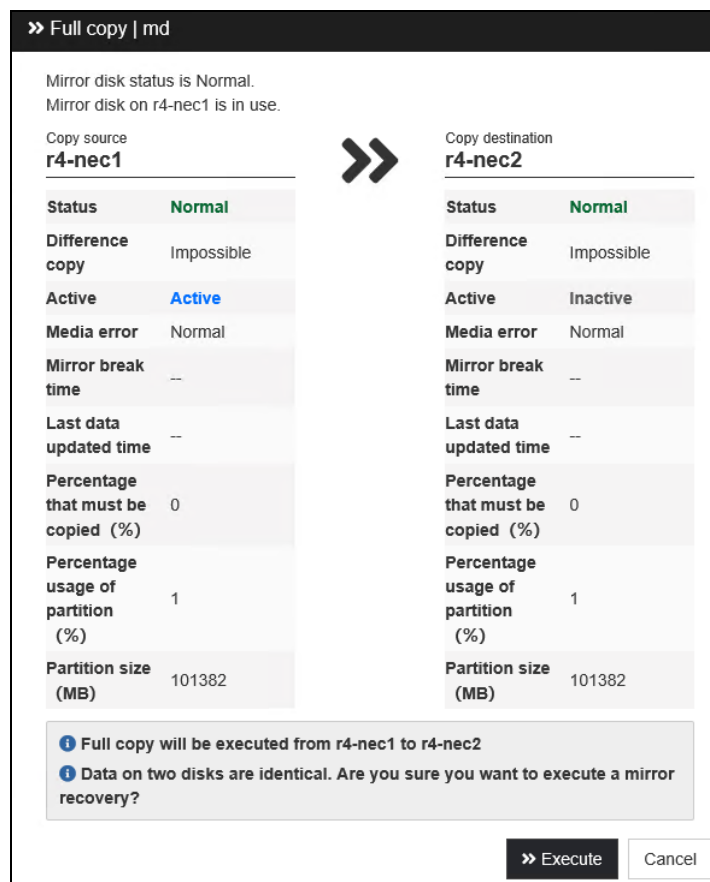 » Full copy | md
Mirror disk status is Normal.
Mirror disk on r4-nec1 is in use.
Copy source
r4-nec1
Status Normal
Difference
copy Impossible
Active Active
Media error Normal
Mirror break
time --
Last data
updated time --
Percentage
that must be 0
copied (%)
Percentage
usage of
partition 1
(%)
Partition size
(MB) 101382
»
Copy destination
r4-nec2
Status Normal
Difference
copy Impossible
Active Inactive
Media error Normal
Mirror break
time --
Last data
updated time --
Percentage
that must be 0
copied (%)
Percentage
usage of
partition 1
(%)
Partition size
(MB) 101382
Full copy will be executed from r4-nec1 to r4-nec2
Data on two disks are identical. Are you sure you want to execute a mirror
recovery?
» Execute
Cancel